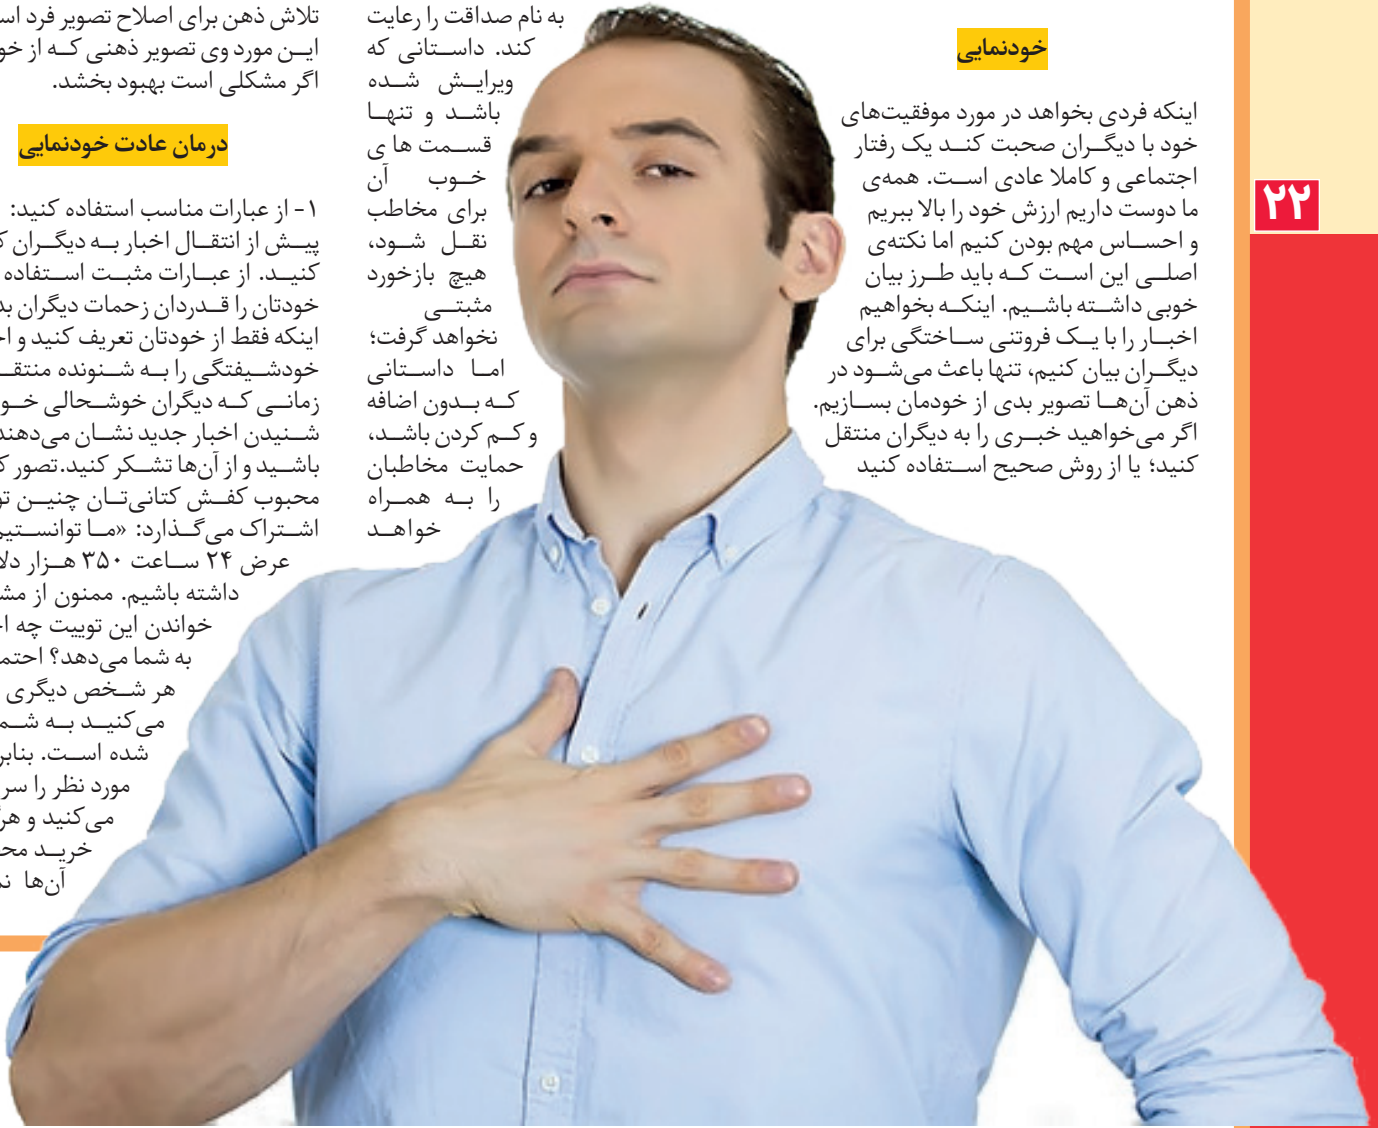 خودنمایی
اینکه فردی بخواهد در مورد موفقیت‌های
خود با دیگران صحبت کند یک رفتار
اجتماعی و کاملا عادی است. همه‌ی
ما دوست داریم ارزش خود را بالا ببریم
و احساس مهم بودن کنیم اما نکته‌ی
اصلی این است که باید طرز بیان
خوبی داشته باشیم. اینکه بخواهیم
اخبار را با یک فروتنی ساختگی برای
دیگران بیان کنیم، تنها باعث می‌شود در
ذهن آن‌ها تصویر بدی از خودمان بسازیم.
اگر می‌خواهید خبری را به دیگران منتقل
کنید؛ یا از روش صحیح استفاده کنید
به نام صداقت را رعایت
کند. داستانی که
ویرایش شده
باشد و تنها
قسمت ها ی
خوب آن
برای مخاطب
نقل شود،
هیچ بازخورد
مثبتی
نخواهد گرفت؛
اما داستانی
که بدون اضافه
و کم کردن باشد،
حمایت مخاطبان
را به همراه
خواهد
تلاش ذهن برای اصلاح تصویر فرد
این مورد وی تصویر ذهنی که از
اگر مشکلی است بهبود بخشد.
درمان عادت خودنمایی
۱- از عبارات مناسب استفاده کنید:
پیش از انتقال اخبار به دیگران
کنید. از عبارات مثبت استفاده
خودتان را قدردان زحمات دیگران
اینکه فقط از خودتان تعریف کنید و
خودشیفتگی را به شنونده
زمانی که دیگران خوشحالی
شنیدن اخبار جدید نشان می‌دهند
باشید و از آن‌ها تشکر کنید. تصور
محبوب کفش کتانی‌تان چنین
اشتراک می‌گذارد: «ما
عرض ۲۴ ساعت ۳۵۰ هزار
داشته باشیم. ممنون از
خواندن این توییت چه
به شما می‌دهد؟
هر شخص دیگری
می‌کنید به
شده است.
مورد نظر را
می‌کنید و
خرید
آن‌ها
۲۲